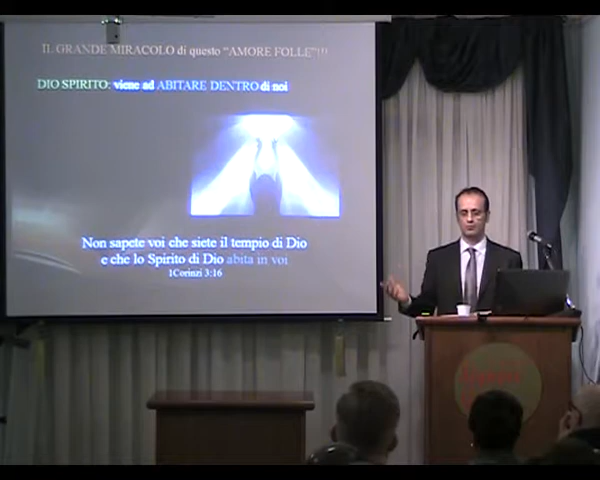 IL GRANDE MIRACOLO di questo "AMORE FOLLE"!!!
DIO SPIRITO: viene ad ABITARE DENTRO di noi
Non sapete voi che siete il tempio di Dio
e che lo Spirito di Dio abita in voi
1Corinzi 3:16